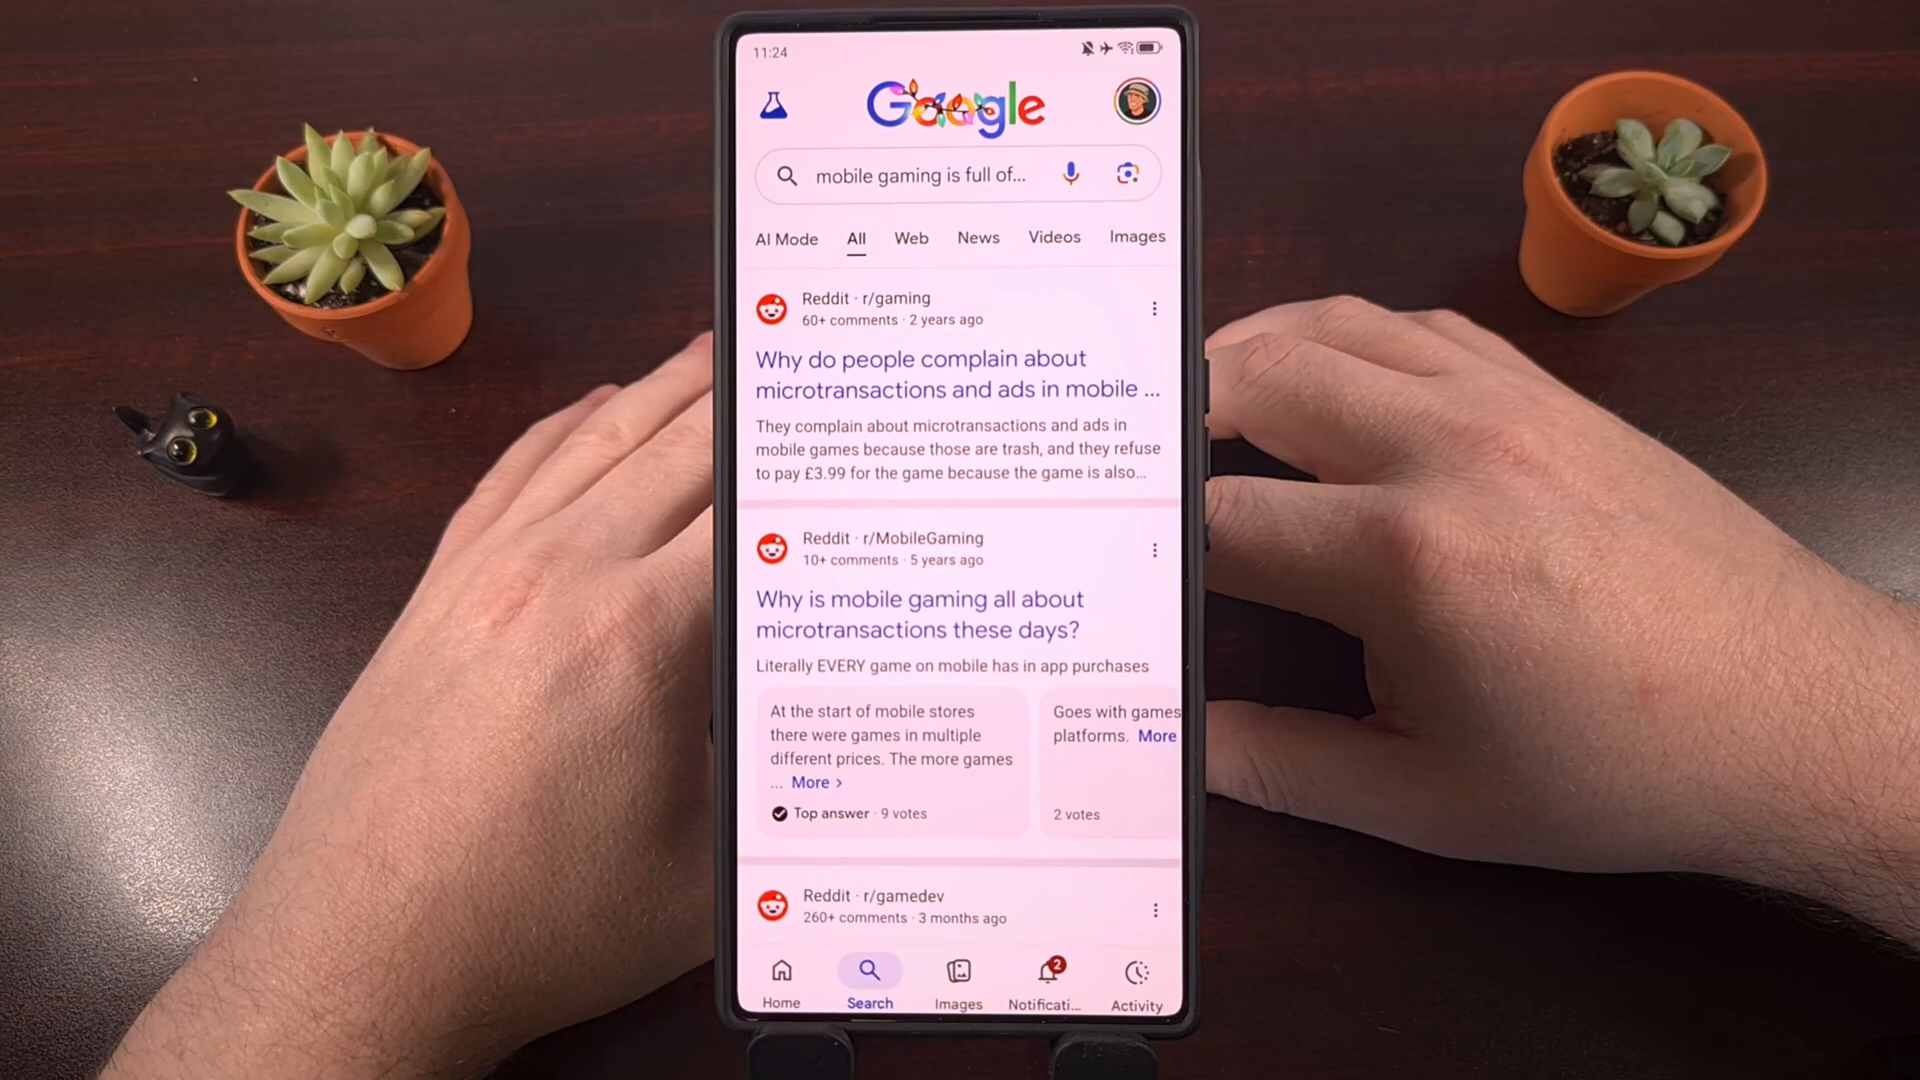 11:24
Google
mobile gaming is full of...
AI Mode All Web News Videos Images
Reddit · r/gaming
60+ comments · 2 years ago
Why do people complain about
microtransactions and ads in mobile ...
They complain about microtransactions and ads in
mobile games because those are trash, and they refuse
to pay £3.99 for the game because the game is also...
Reddit · r/MobileGaming
10+ comments · 5 years ago
Why is mobile gaming all about
microtransactions these days?
Literally EVERY game on mobile has in app purchases
At the start of mobile stores
there were games in multiple
different prices. The more games
... More >
Top answer · 9 votes
Goes with games
platforms. More
2 votes
Reddit · r/gamedev
260+ comments · 3 months ago
2
Home Search Images Notificati... Activity